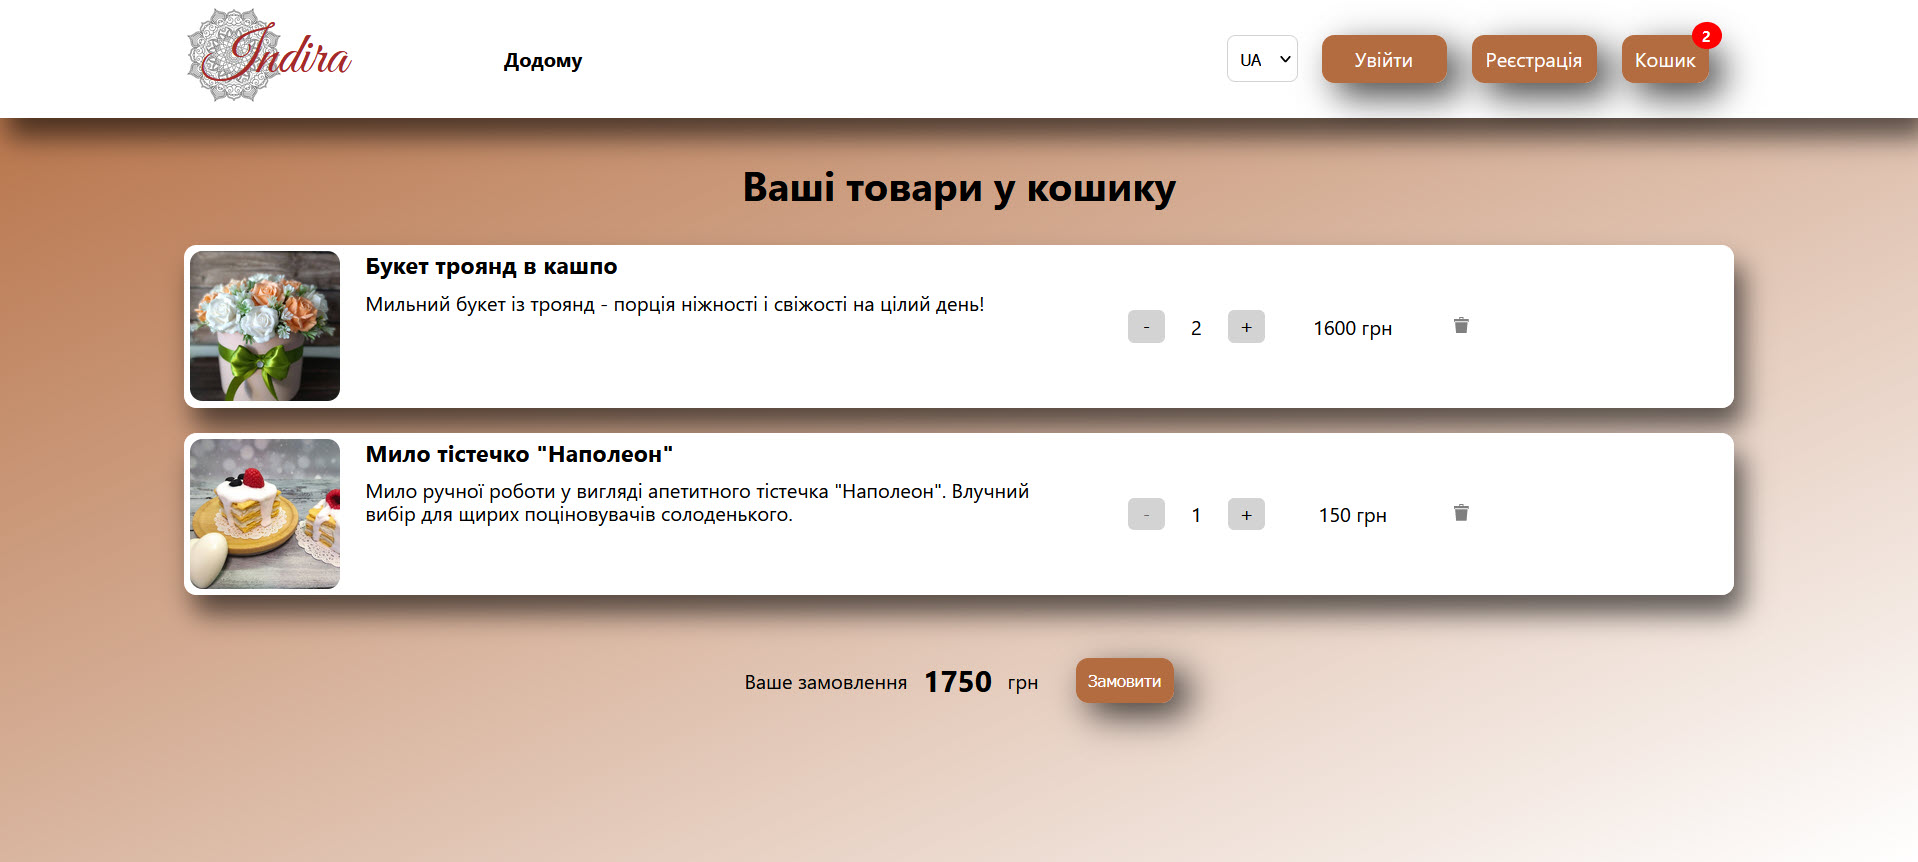 Indira
Додому
UA
Увійти
Реєстрація
Кошик
2
Ваші товари у кошику
Букет троянд в кашпо
Мильний букет із троянд - порція ніжності і свіжості на цілий день!
- 2 + 1600 грн
Мило тістечко "Наполеон"
Мило ручної роботи у вигляді апетитного тістечка "Наполеон". Влучний
вибір для щирих поціновувачів солоденького.
- 1 + 150 грн
Ваше замовлення 1750 грн Замовити